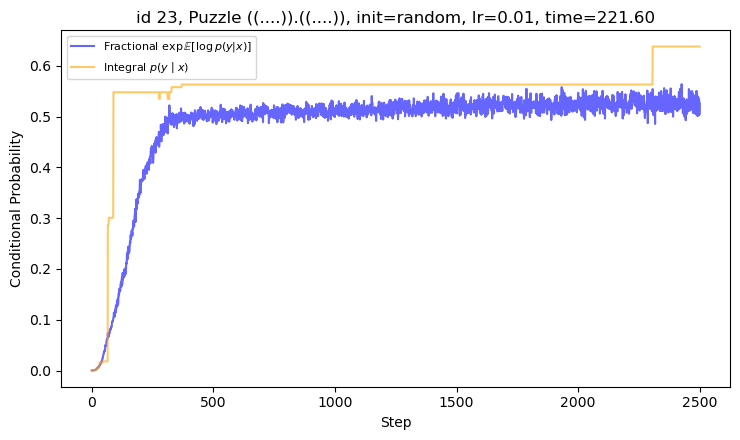 id 23, Puzzle ((....)).((....)), init=random, lr=0.01, time=221.60
Fractional exp𝔼[log p(y|x)]
Integral p(y | x)
0.6
0.5
0.4
0.3
0.2
0.1
0.0
Conditional Probability
0
500
1000
1500
2000
2500
Step